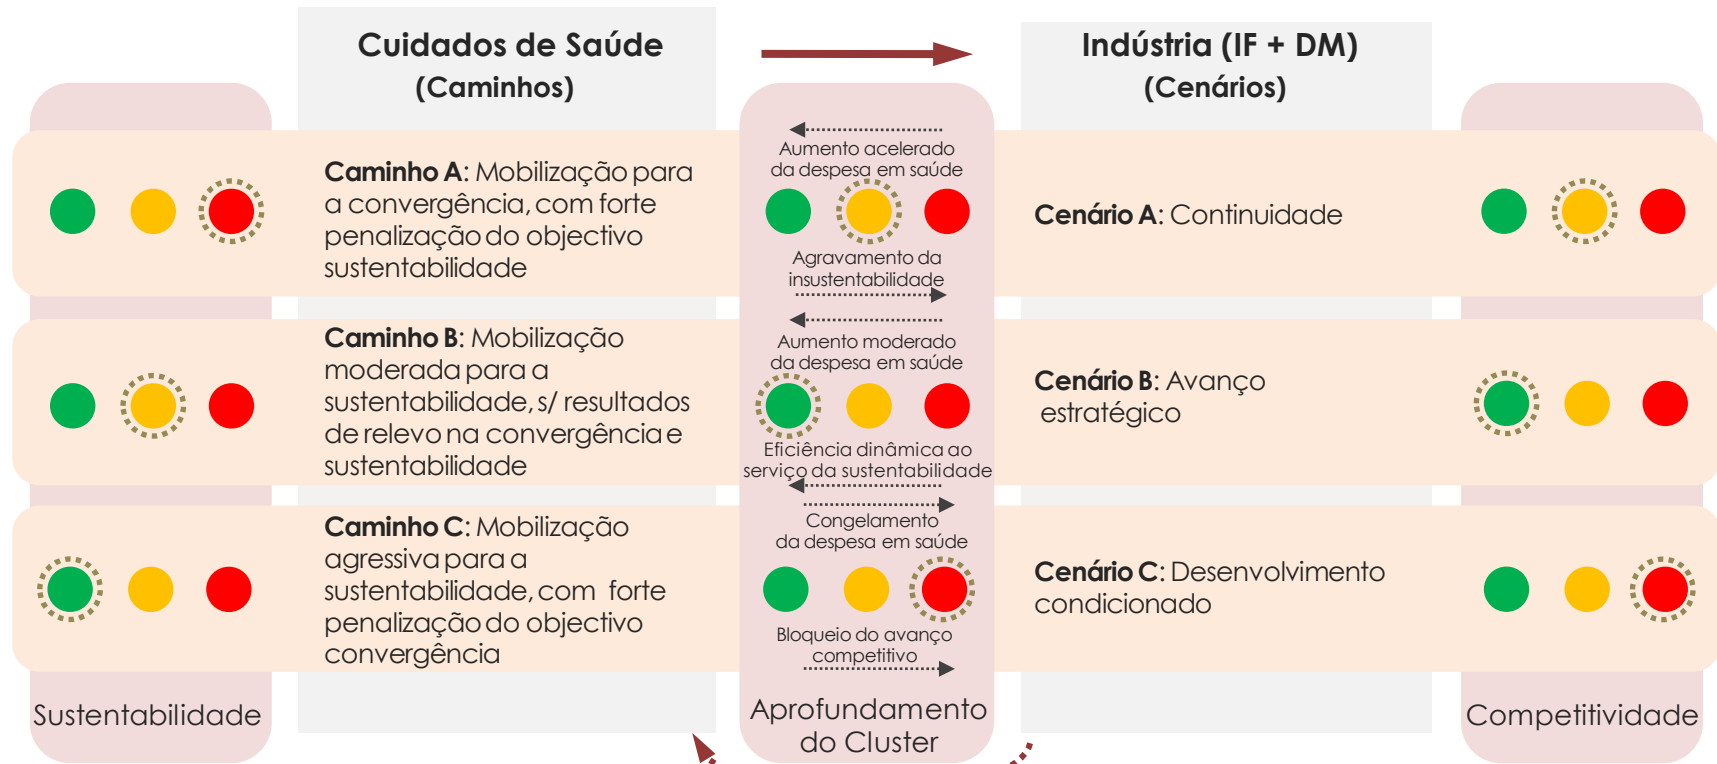 Cuidados de Saúde
(Caminhos)
Indústria (IF + DM)
(Cenários)
Caminho A: Mobilização para
a convergência, com forte
penalização do objectivo
sustentabilidade
Aumento acelerado
da despesa em saúde
Agravamento da
insustentabilidade
Cenário A: Continuidade
Caminho B: Mobilização
moderada para a
sustentabilidade, s/ resultados
de relevo na convergência e
sustentabilidade
Aumento moderado
da despesa em saúde
Eficiência dinâmica ao
serviço da sustentabilidade
Cenário B: Avanço
estratégico
Caminho C: Mobilização
agressiva para a
sustentabilidade, com forte
penalização do objectivo
convergência
Congelamento
da despesa em saúde
Bloqueio do avanço
competitivo
Cenário C: Desenvolvimento
condicionado
Sustentabilidade
Aprofundamento
do Cluster
Competitividade